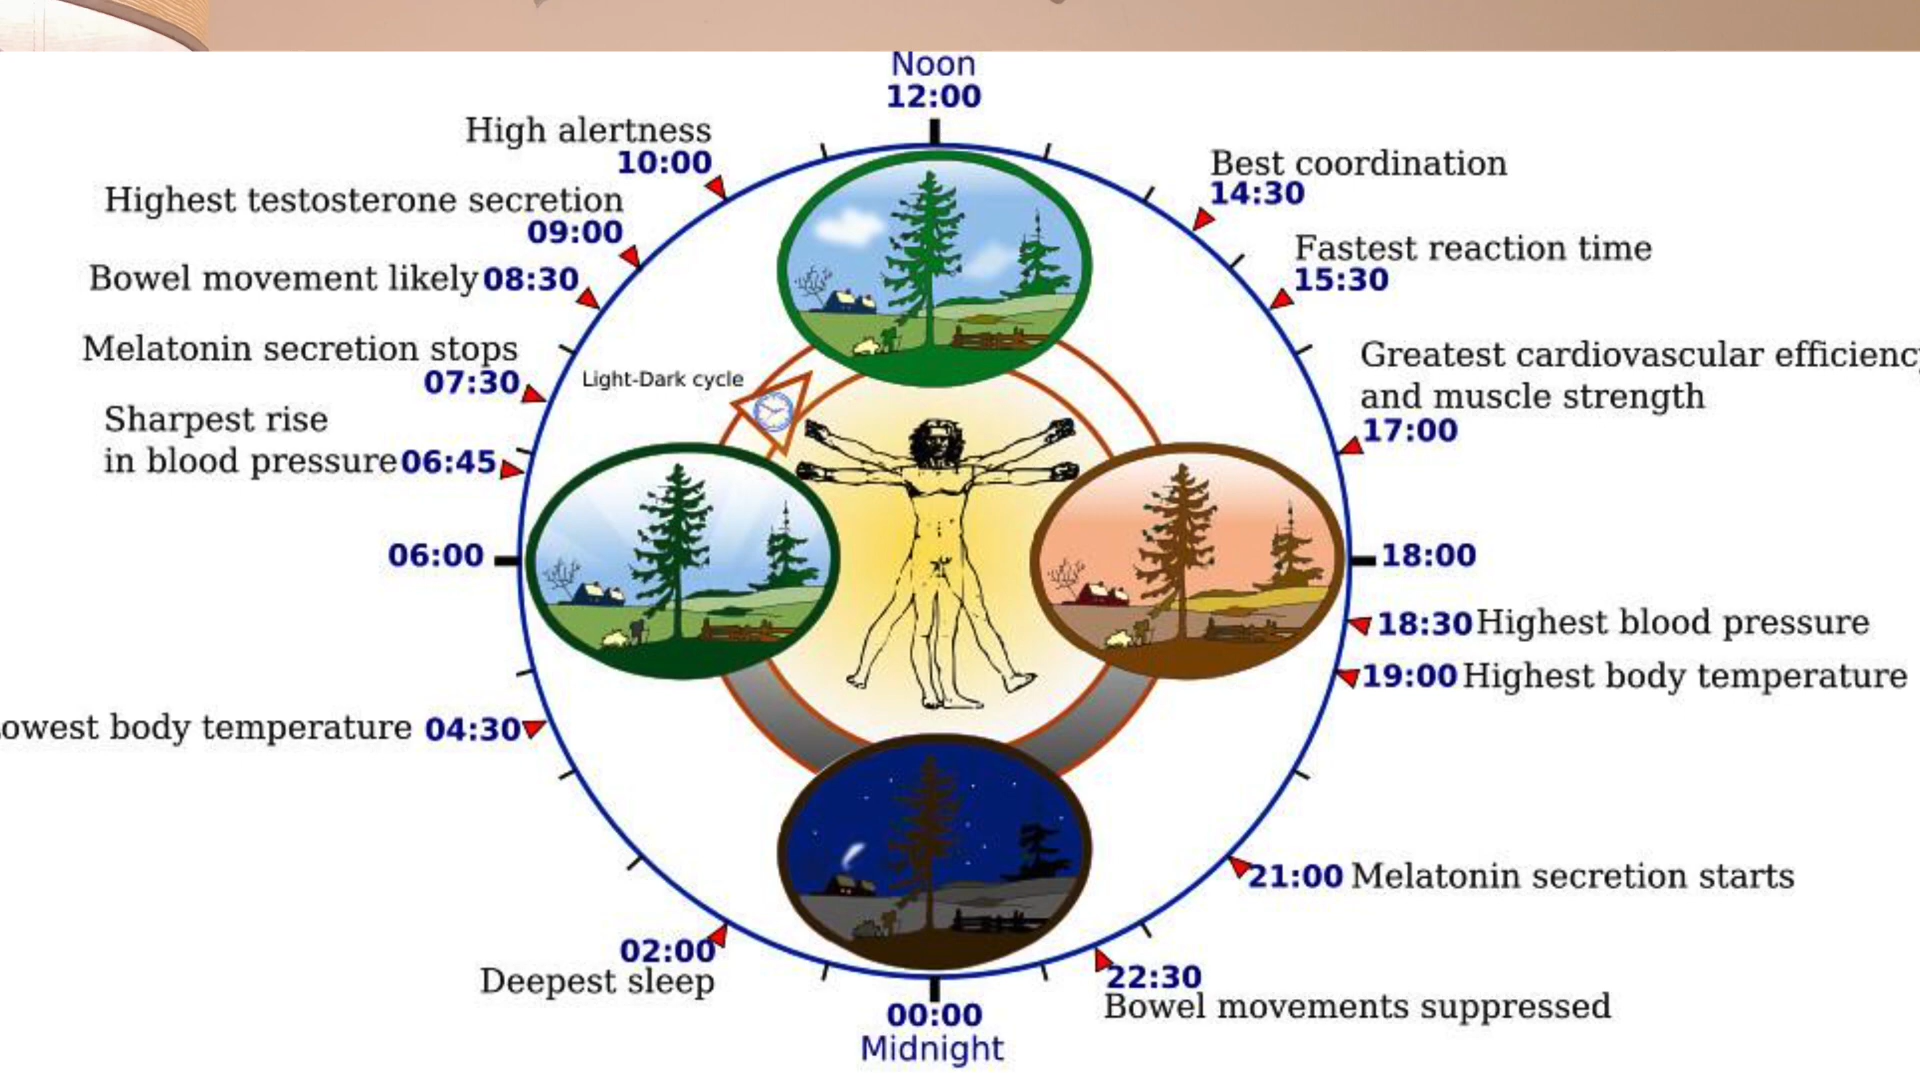 Noon
12:00
High alertness
10:00
Highest testosterone secretion
09:00
Bowel movement likely 08:30
Melatonin secretion stops
07:30
Sharpest rise
in blood pressure 06:45
06:00
owest body temperature 04:30
02:00
Deepest sleep
00:00
Midnight
Light-Dark cycle
Best coordination
14:30
Fastest reaction time
15:30
Greatest cardiovascular efficienc
and muscle strength
17:00
18:00
18:30 Highest blood pressure
19:00 Highest body temperature
21:00 Melatonin secretion starts
22:30
Bowel movements suppressed